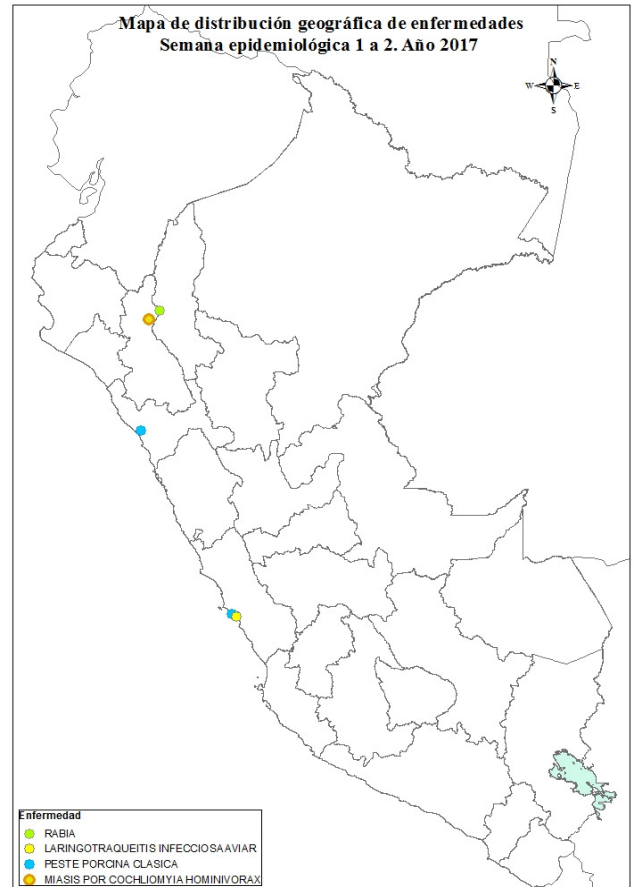 Mapa de distribución geográfica de enfermedades
Semana epidemiológica 1 a 2. Año 2017
N
W E
S
Enfermedad
RABIA
LARINGOTRAQUEITIS INFECCIOSA AVIAR
PESTE PORCINA CLASICA
MIASIS POR COCHLIOMYIA HOMINIVORAX